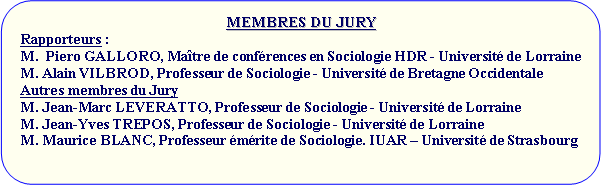 MEMBRES DU JURY
Rapporteurs :
M.  Piero GALLORO, Maître de conférences en Sociologie HDR - Université de Lorraine
M. Alain VILBROD, Professeur de Sociologie - Université de Bretagne Occidentale
Autres membres du Jury
M. Jean-Marc LEVERATTO, Professeur de Sociologie - Université de Lorraine
M. Jean-Yves TREPOS, Professeur de Sociologie - Université de Lorraine
M. Maurice BLANC, Professeur émérite de Sociologie. IUAR – Université de Strasbourg